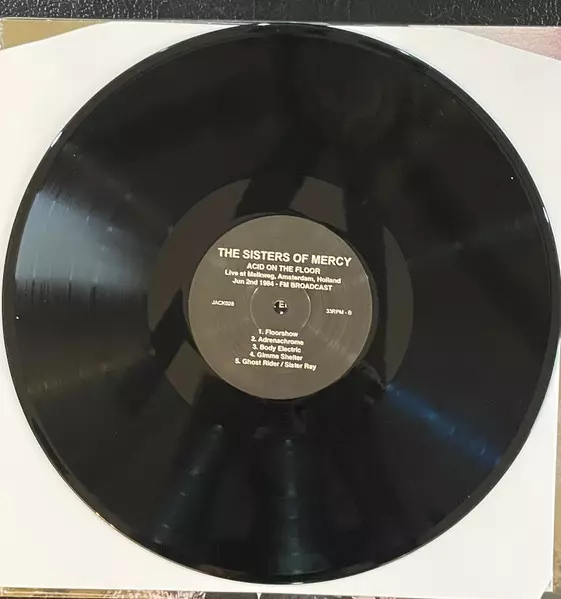 THE SISTERS OF MERCY
ACID ON THE FLOOR
Live at Melkweg, Amsterdam, Holland
Jun 2nd 1984 - FM BROADCAST
JACK028
33RPM - B
1. Floorshow
2. Adrenachrome
3. Body Electric
4. Gimme Shelter
5. Ghost Rider / Sister Ray